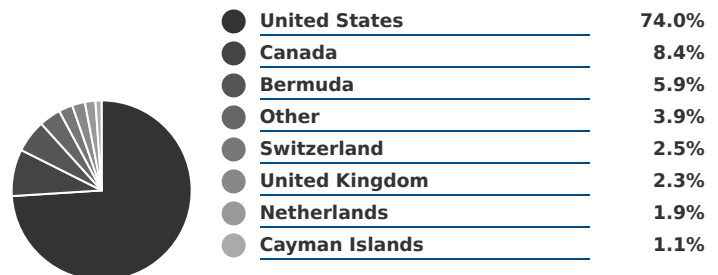 United States 74.0%
Canada 8.4%
Bermuda 5.9%
Other 3.9%
Switzerland 2.5%
United Kingdom 2.3%
Netherlands 1.9%
Cayman Islands 1.1%